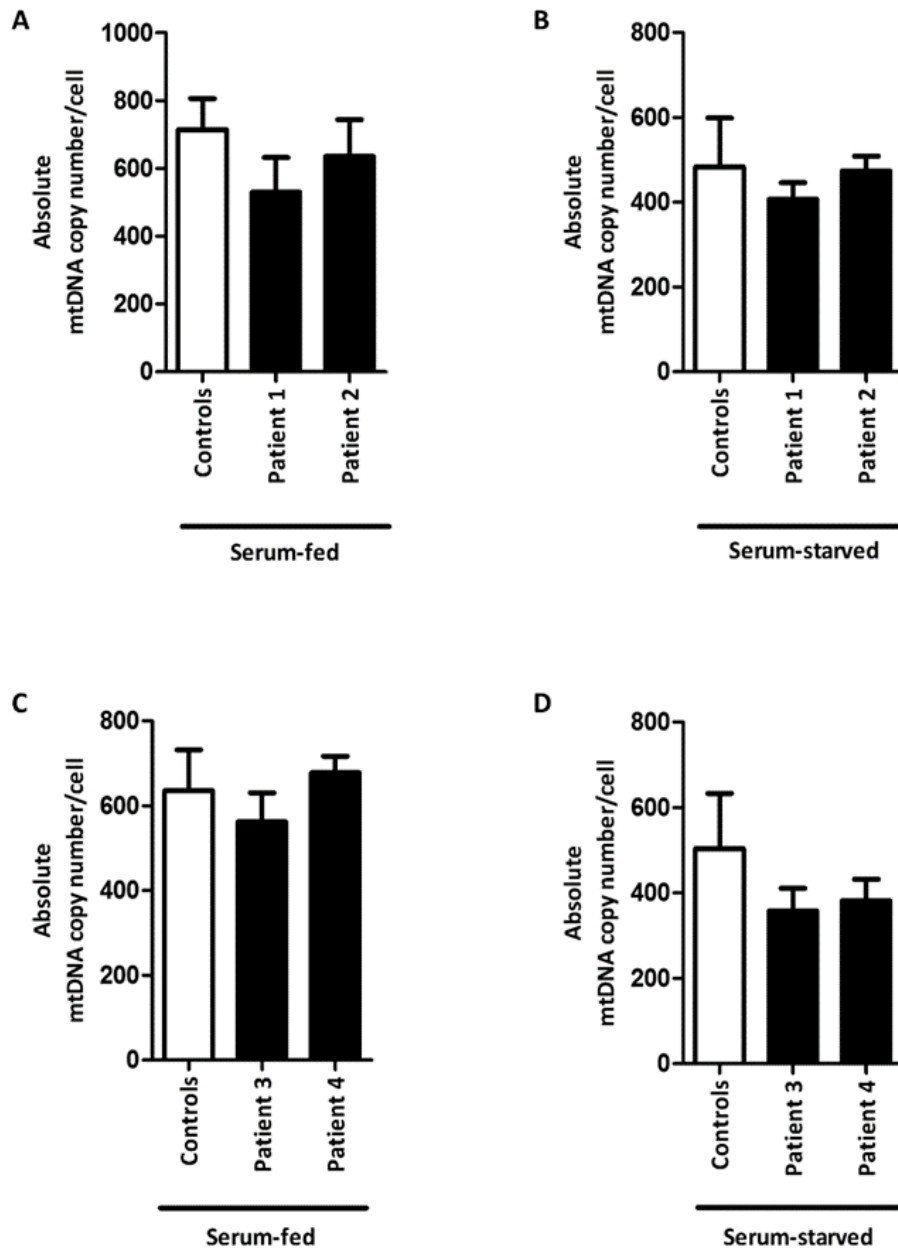 A
Absolute
mtDNA copy number/cell
1000
800
600
400
200
0
Controls
Patient 1
Patient 2
Serum-fed
B
Absolute
mtDNA copy number/cell
800
600
400
200
0
Controls
Patient 1
Patient 2
Serum-starved
C
Absolute
mtDNA copy number/cell
800
600
400
200
0
Controls
Patient 3
Patient 4
Serum-fed
D
Absolute
mtDNA copy number/cell
800
600
400
200
0
Controls
Patient 3
Patient 4
Serum-starved